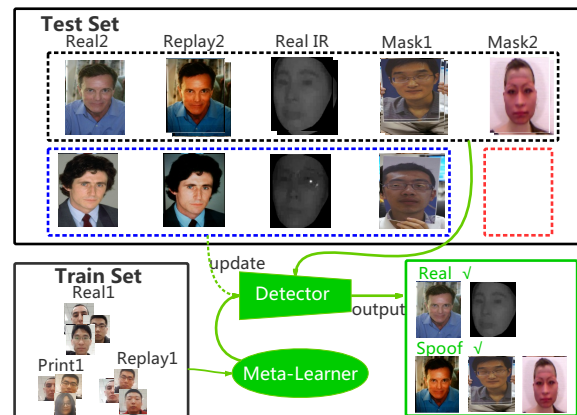 Test Set
Real2 Replay2 Real IR Mask1 Mask2
update
Train Set
Real1
Print1 Replay1
Detector
output
Meta-Learner
Real √
Spoof √